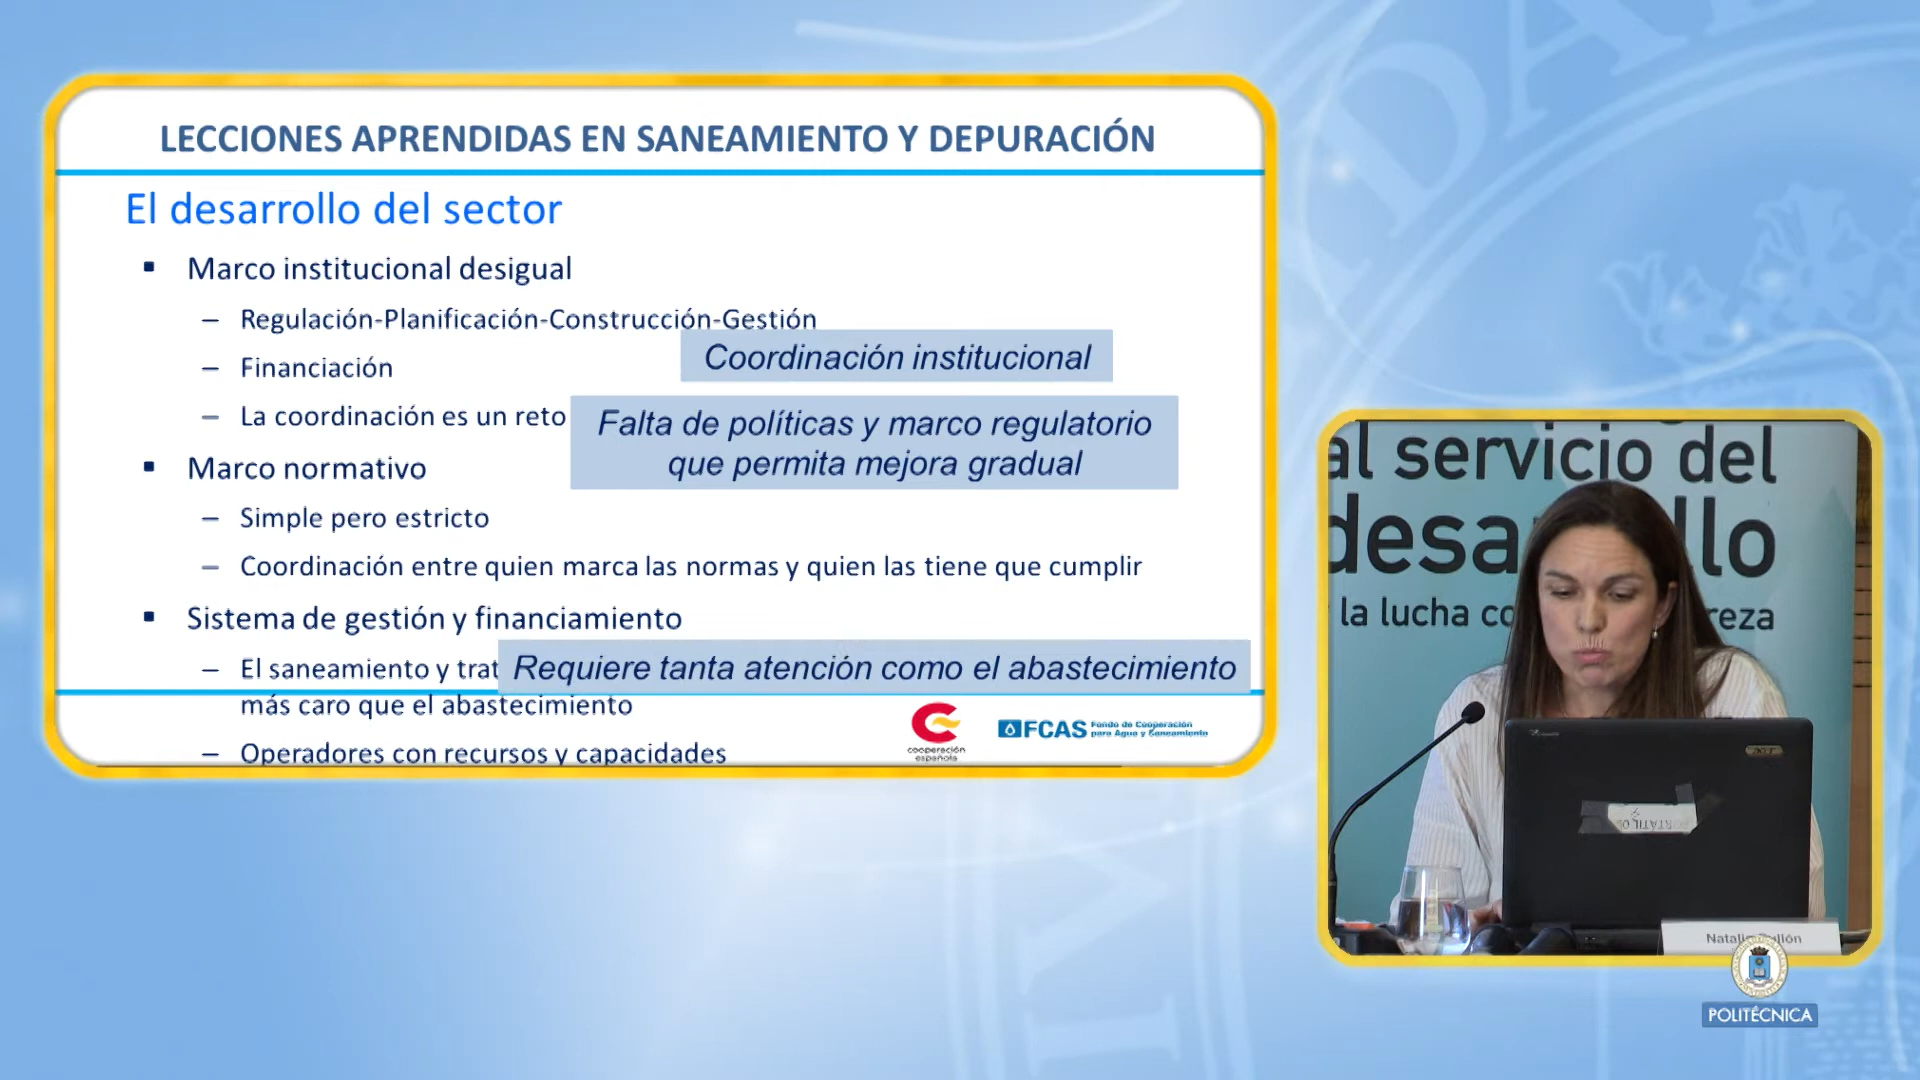 LECCIONES APRENDIDAS EN SANEAMIENTO Y DEPURACIÓN
El desarrollo del sector
▪ Marco institucional desigual
– Regulación-Planificación-Construcción-Gestión
Coordinación institucional
– Financiación
– La coordinación es un reto
Falta de políticas y marco regulatorio
que permita mejora gradual
▪ Marco normativo
– Simple pero estricto
– Coordinación entre quien marca las normas y quien las tiene que cumplir
▪ Sistema de gestión y financiamiento
– El saneamiento y trat
Requiere tanta atención como el abastecimiento
más caro que el abastecimiento
– Operadores con recursos y capacidades
cooperación
española
FCAS Fondo de Cooperación
para Agua y Saneamiento
al servicio del
desa llo
la lucha co reza
acer
PORTATIL
POLITÉCNICA